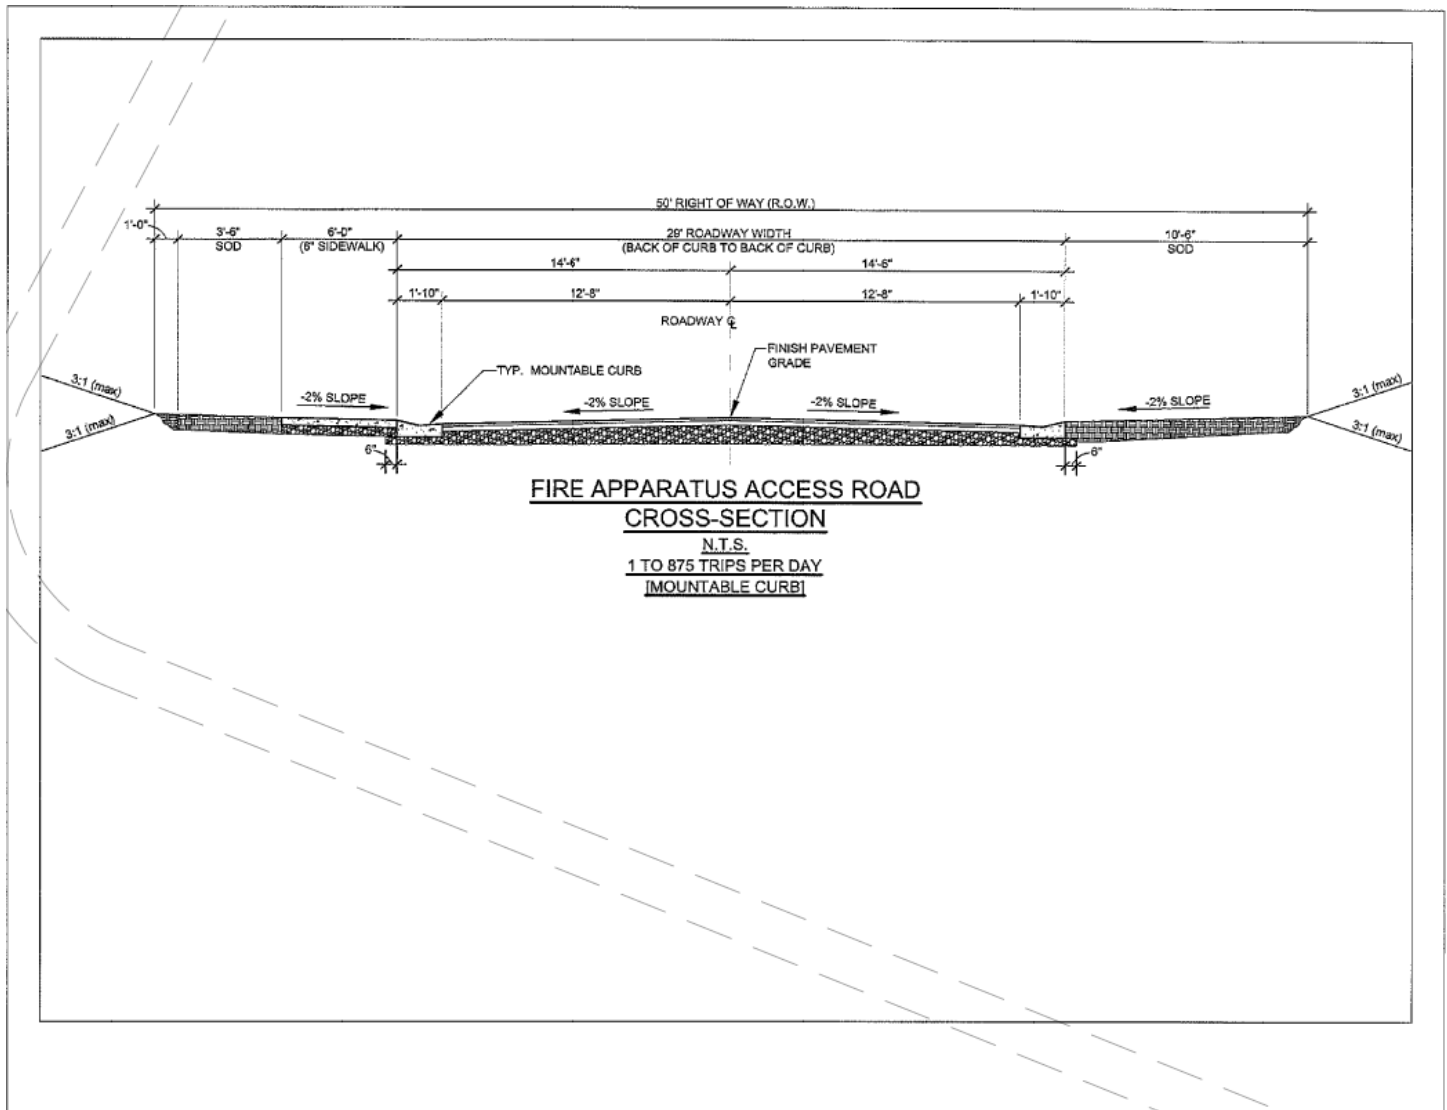 50' RIGHT OF WAY (R.O.W.)
1'-0"
3'-6"
SOD
6'-0"
(6" SIDEWALK)
29' ROADWAY WIDTH
(BACK OF CURB TO BACK OF CURB)
10'-6"
SOD
14'-6"
14'-6"
1'-10"
12'-8"
12'-8"
1'-10"
ROADWAY ℄
FINISH PAVEMENT
GRADE
TYP. MOUNTABLE CURB
3:1 (max)
3:1 (max)
-2% SLOPE
-2% SLOPE
-2% SLOPE
-2% SLOPE
3:1 (max)
3:1 (max)
6"
6"
FIRE APPARATUS ACCESS ROAD
CROSS-SECTION
N.T.S.
1 TO 875 TRIPS PER DAY
[MOUNTABLE CURB]